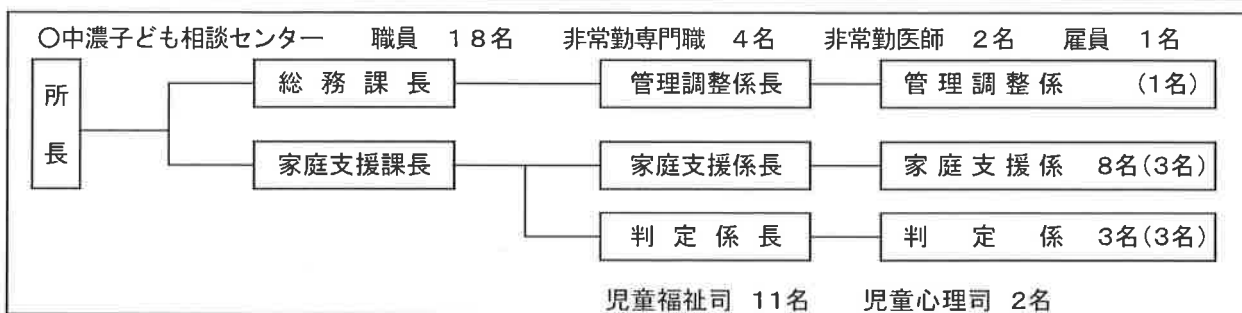 〇中濃子ども相談センター 職員 18名 非常勤専門職 4名 非常勤医師 2名 雇員 1名
所長
総務課長 管理調整係長 管理調整係 (1名)
家庭支援課長 家庭支援係長 家庭支援係 8名(3名)
判定係長 判定係 3名(3名)
児童福祉司 11名 児童心理司 2名